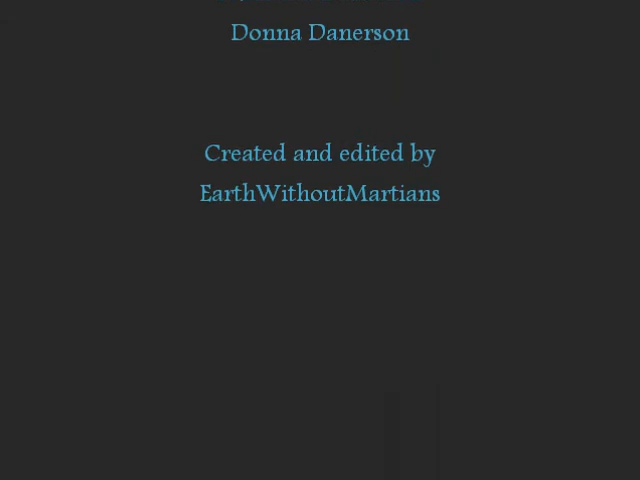 Donna Danerson
Created and edited by
EarthWithoutMartians